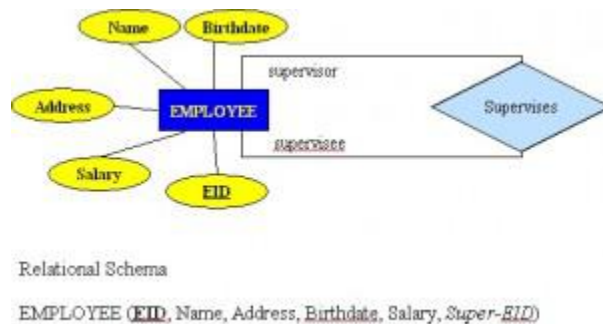 Name
Birthdate
supervisor
Address
EMPLOYEE
Supervises
supervisee
Salary
EID
Relational Schema
EMPLOYEE (EID, Name, Address, Birthdate, Salary, Super-EID)